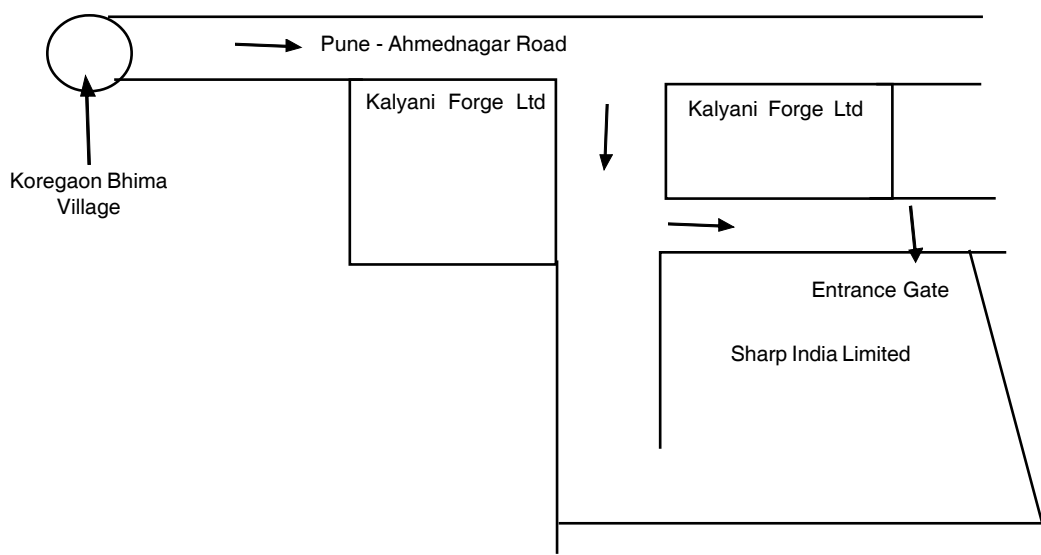 Pune - Ahmednagar Road
Kalyani Forge Ltd
Kalyani Forge Ltd
Koregaon Bhima
Village
Entrance Gate
Sharp India Limited